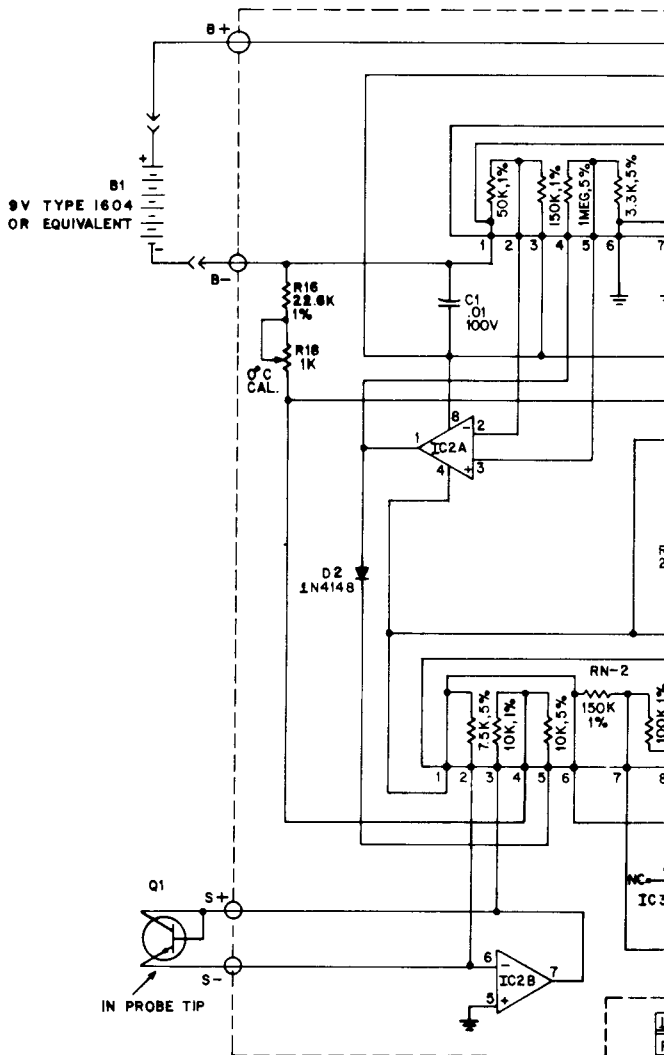 B+
B1
9V TYPE 1604
OR EQUIVALENT
+
-
B-
50K,1%
150K,1%
1MEG,5%
3.3K,5%
1 2 3 4 5 6 7
R16
22.6K
1%
R18
1K
0°C
CAL.
C1
.01
100V
8
1
IC2A
- 2
4
+ 3
D2
1N4148
R
2
RN-2
7.5K,5%
10K,1%
10K,5%
150K
1%
100K,1%
1 2 3 4 5 6 7 8
NC
IC3
Q1
S+
S-
IN PROBE TIP
6 -
7
IC2B
5 +